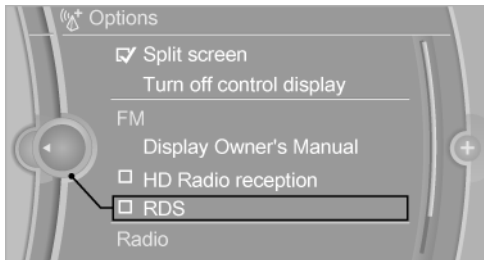 Options
Split screen
Turn off control display
FM
Display Owner's Manual
HD Radio reception
RDS
Radio